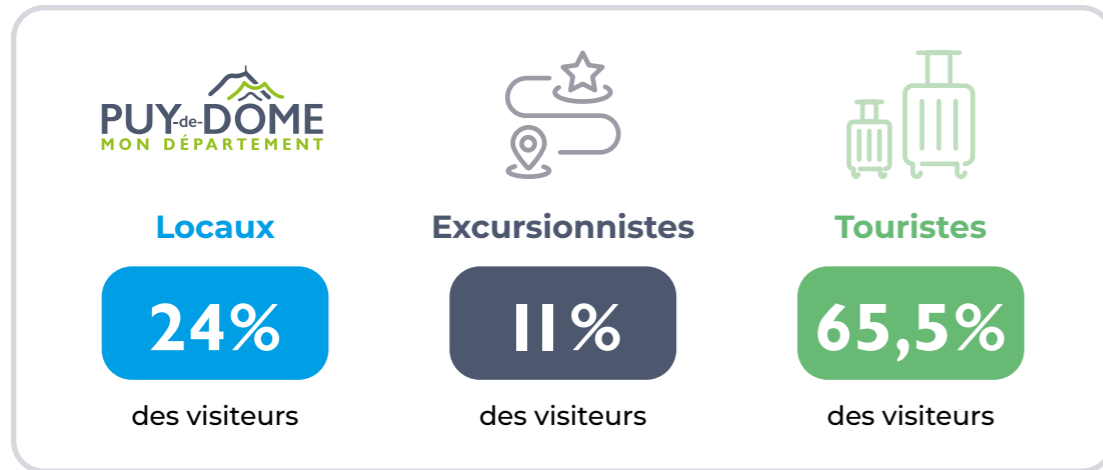 PUY-de-DÔME
MON DÉPARTEMENT
Locaux
24%
des visiteurs
Excursionnistes
11%
des visiteurs
Touristes
65,5%
des visiteurs